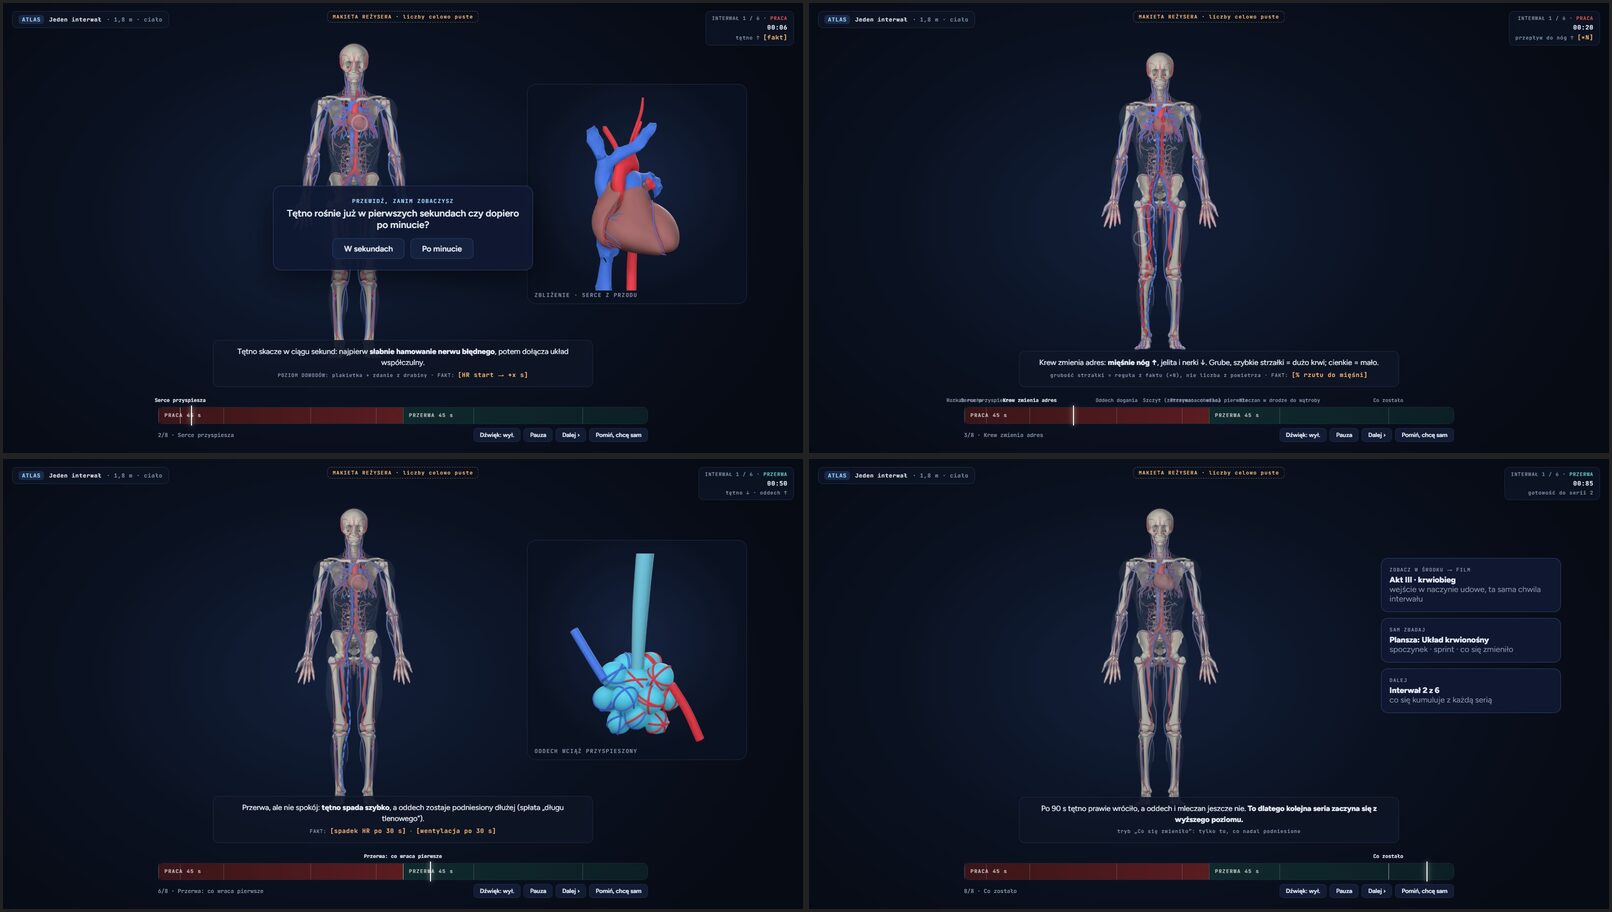 ATLAS Jeden interwał · 1,8 m · ciało
MAKIETA REŻYSERA · liczby celowo puste
INTERWAŁ 1 / 6 · PRACA
00:06
tętno ↑ [fakt]
PRZEWIDŹ, ZANIM ZOBACZYSZ
Tętno rośnie już w pierwszych sekundach czy dopiero
po minucie?
W sekundach Po minucie
ZBLIŻENIE · SERCE Z PRZODU
Tętno skacze w ciągu sekund: najpierw słabnie hamowanie nerwu błędnego, potem dołącza układ
współczulny.
POZIOM DOWODÓW: plakietka + zdanie z drabiny · FAKT: [HR start → +x s]
Serce przyspiesza
PRACA 45 s PRZERWA 45 s
2/8 · Serce przyspiesza
Dźwięk: wył. Pauza Dalej › Pomiń, chcę sam
ATLAS Jeden interwał · 1,8 m · ciało
MAKIETA REŻYSERA · liczby celowo puste
INTERWAŁ 1 / 6 · PRACA
00:20
przepływ do nóg ↑ [×N]
Krew zmienia adres: mięśnie nóg ↑, jelita i nerki ↓. Grube, szybkie strzałki = dużo krwi; cienkie = mało.
grubość strzałki = reguła z faktu (×N), nie liczba z powietrza · FAKT: [% rzutu do mięśni]
Krew zmienia adres Oddech dogania Co zostało
PRACA 45 s PRZERWA 45 s
3/8 · Krew zmienia adres
Dźwięk: wył. Pauza Dalej › Pomiń, chcę sam
ATLAS Jeden interwał · 1,8 m · ciało
MAKIETA REŻYSERA · liczby celowo puste
INTERWAŁ 1 / 6 · PRZERWA
00:50
tętno ↓ · oddech ↑
ODDECH WCIĄŻ PRZYSPIESZONY
Przerwa, ale nie spokój: tętno spada szybko, a oddech zostaje podniesiony dłużej (spłata „długu
tlenowego”).
FAKT: [spadek HR po 30 s] · [wentylacja po 30 s]
Przerwa: co wraca pierwsze
PRACA 45 s PRZERWA 45 s
6/8 · Przerwa: co wraca pierwsze
Dźwięk: wył. Pauza Dalej › Pomiń, chcę sam
ATLAS Jeden interwał · 1,8 m · ciało
MAKIETA REŻYSERA · liczby celowo puste
INTERWAŁ 1 / 6 · PRZERWA
00:85
gotowość do serii 2
ZOBACZ W ŚRODKU → FILM
Akt III · krwiobieg
wejście w naczynie udowe, ta sama chwila
interwału
SAM ZBADAJ
Plansza: Układ krwionośny
spoczynek · sprint · co się zmieniło
DALEJ
Interwał 2 z 6
co się kumuluje z każdą serią
Po 90 s tętno prawie wróciło, a oddech i mleczan jeszcze nie. To dlatego kolejna seria zaczyna się z
wyższego poziomu.
tryb „Co się zmieniło”: tylko to, co nadal podniesione
Co zostało
PRACA 45 s PRZERWA 45 s
8/8 · Co zostało
Dźwięk: wył. Pauza Dalej › Pomiń, chcę sam